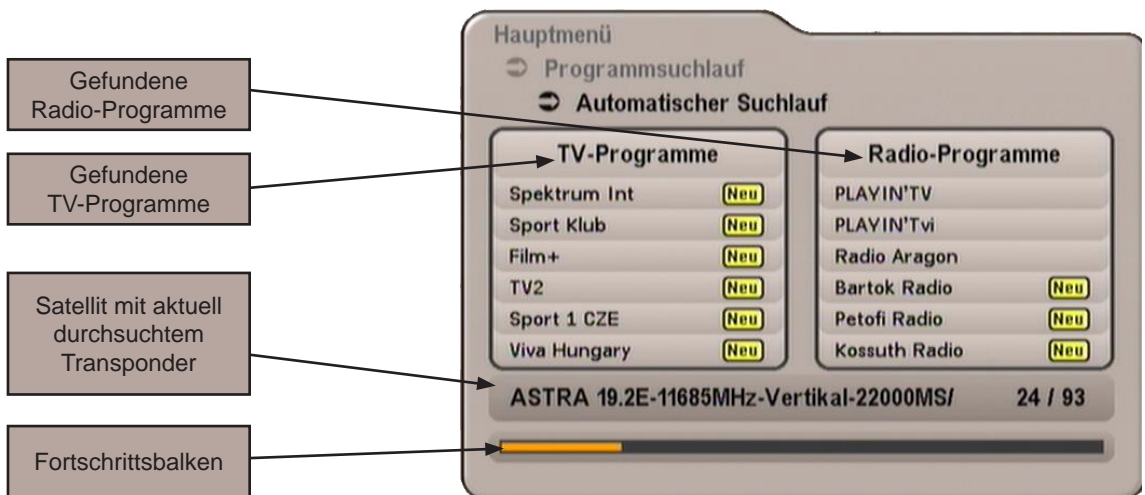 Gefundene
Radio-Programme
Gefundene
TV-Programme
Satellit mit aktuell
durchsuchtem
Transponder
Fortschrittsbalken
Hauptmenü
Programmsuchlauf
Automatischer Suchlauf
TV-Programme
Spektrum Int Neu
Sport Klub Neu
Film+ Neu
TV2 Neu
Sport 1 CZE Neu
Viva Hungary Neu
Radio-Programme
PLAYIN'TV
PLAYIN'Tvi
Radio Aragon
Bartok Radio Neu
Petofi Radio Neu
Kossuth Radio Neu
ASTRA 19.2E-11685MHz-Vertikal-22000MS/ 24 / 93